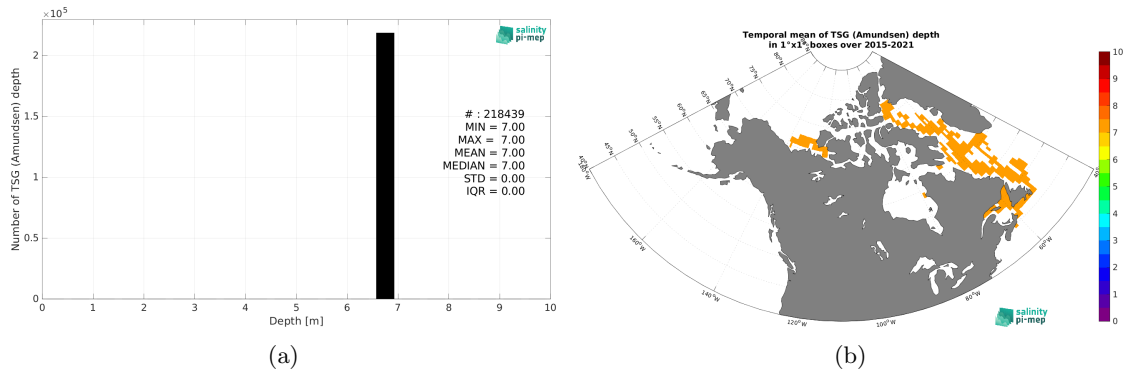 ×10⁵
2
1.5
1
0.5
0
Number of TSG (Amundsen) depth
salinity
pi-mep
# : 218439
MIN = 7.00
MAX = 7.00
MEAN = 7.00
MEDIAN = 7.00
STD = 0.00
IQR = 0.00
0 1 2 3 4 5 6 7 8 9 10
Depth [m]
(a)
Temporal mean of TSG (Amundsen) depth
in 1°x1° boxes over 2015-2021
80°N
75°N
70°N
65°N
60°N
55°N
50°N
45°N
160°W
140°W
120°W
100°W
80°W
60°W
10
9
8
7
6
5
4
3
2
1
0
salinity
pi-mep
(b)